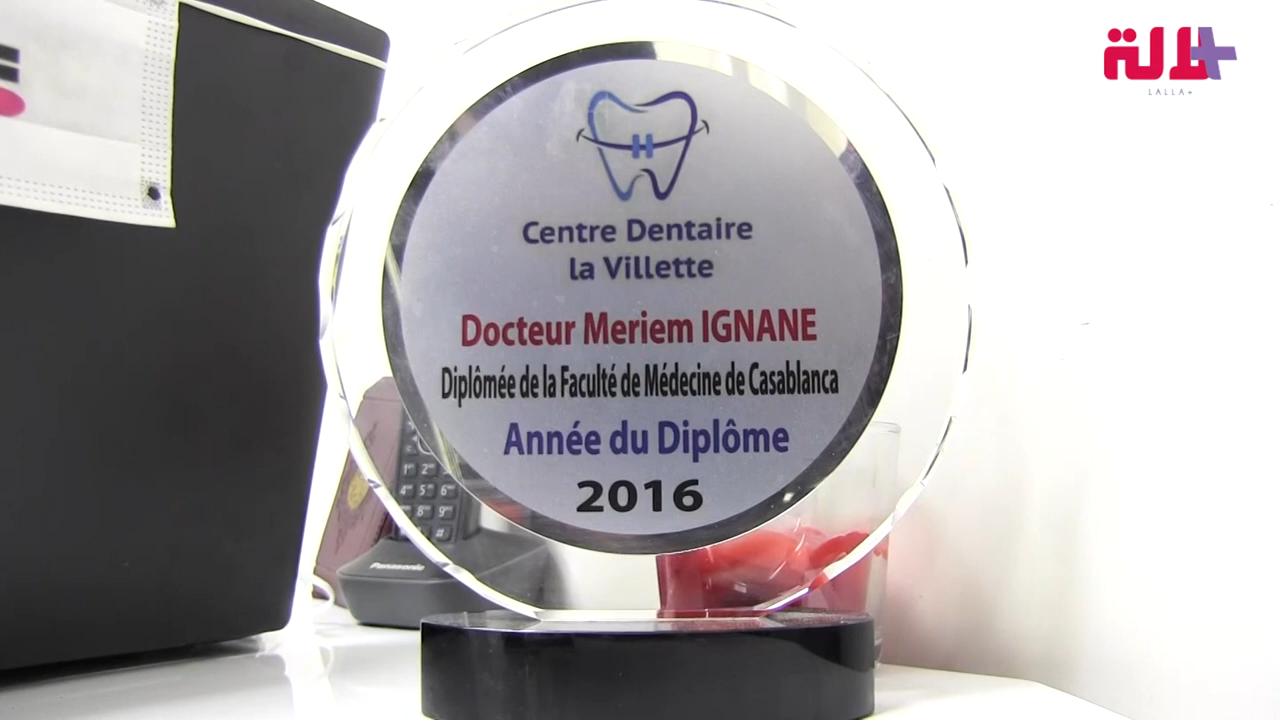 لالة+
LALLA+
H
Centre Dentaire
la Villette
Docteur Meriem IGNANE
Diplômée de la Faculté de Médecine de Casablanca
Année du Diplôme
2016
Panasonic